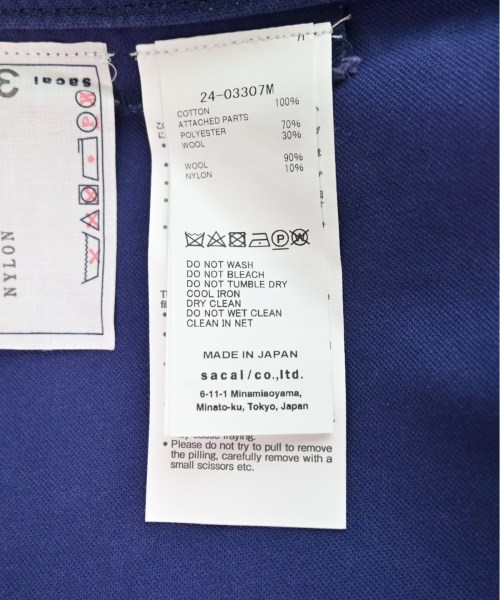 24-03307M
COTTON 100%
ATTACHED PARTS
POLYESTER 70%
WOOL 30%
WOOL 90%
NYLON 10%
DO NOT WASH
DO NOT BLEACH
DO NOT TUMBLE DRY
COOL IRON
DRY CLEAN
DO NOT WET CLEAN
CLEAN IN NET
MADE IN JAPAN
sacai/co.,ltd.
6-11-1 Minamiaoyama,
Minato-ku, Tokyo, Japan
fraying.
• Please do not try to pull to remove
the pilling, carefully remove with a
small scissors etc.
sacai
3
NYLON